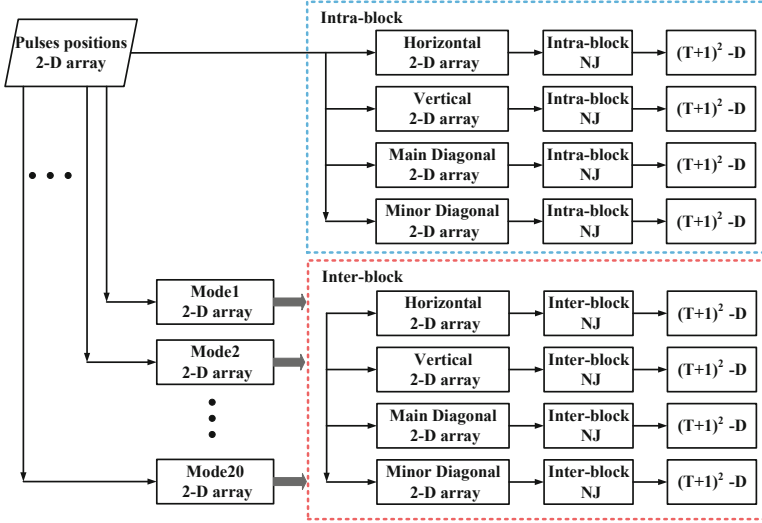 Pulses positions
2-D array
Intra-block
Horizontal
2-D array
Intra-block
NJ
(T+1)² -D
Vertical
2-D array
Intra-block
NJ
(T+1)² -D
Main Diagonal
2-D array
Intra-block
NJ
(T+1)² -D
Minor Diagonal
2-D array
Intra-block
NJ
(T+1)² -D
Mode1
2-D array
Mode2
2-D array
Mode20
2-D array
Inter-block
Horizontal
2-D array
Inter-block
NJ
(T+1)² -D
Vertical
2-D array
Inter-block
NJ
(T+1)² -D
Main Diagonal
2-D array
Inter-block
NJ
(T+1)² -D
Minor Diagonal
2-D array
Inter-block
NJ
(T+1)² -D